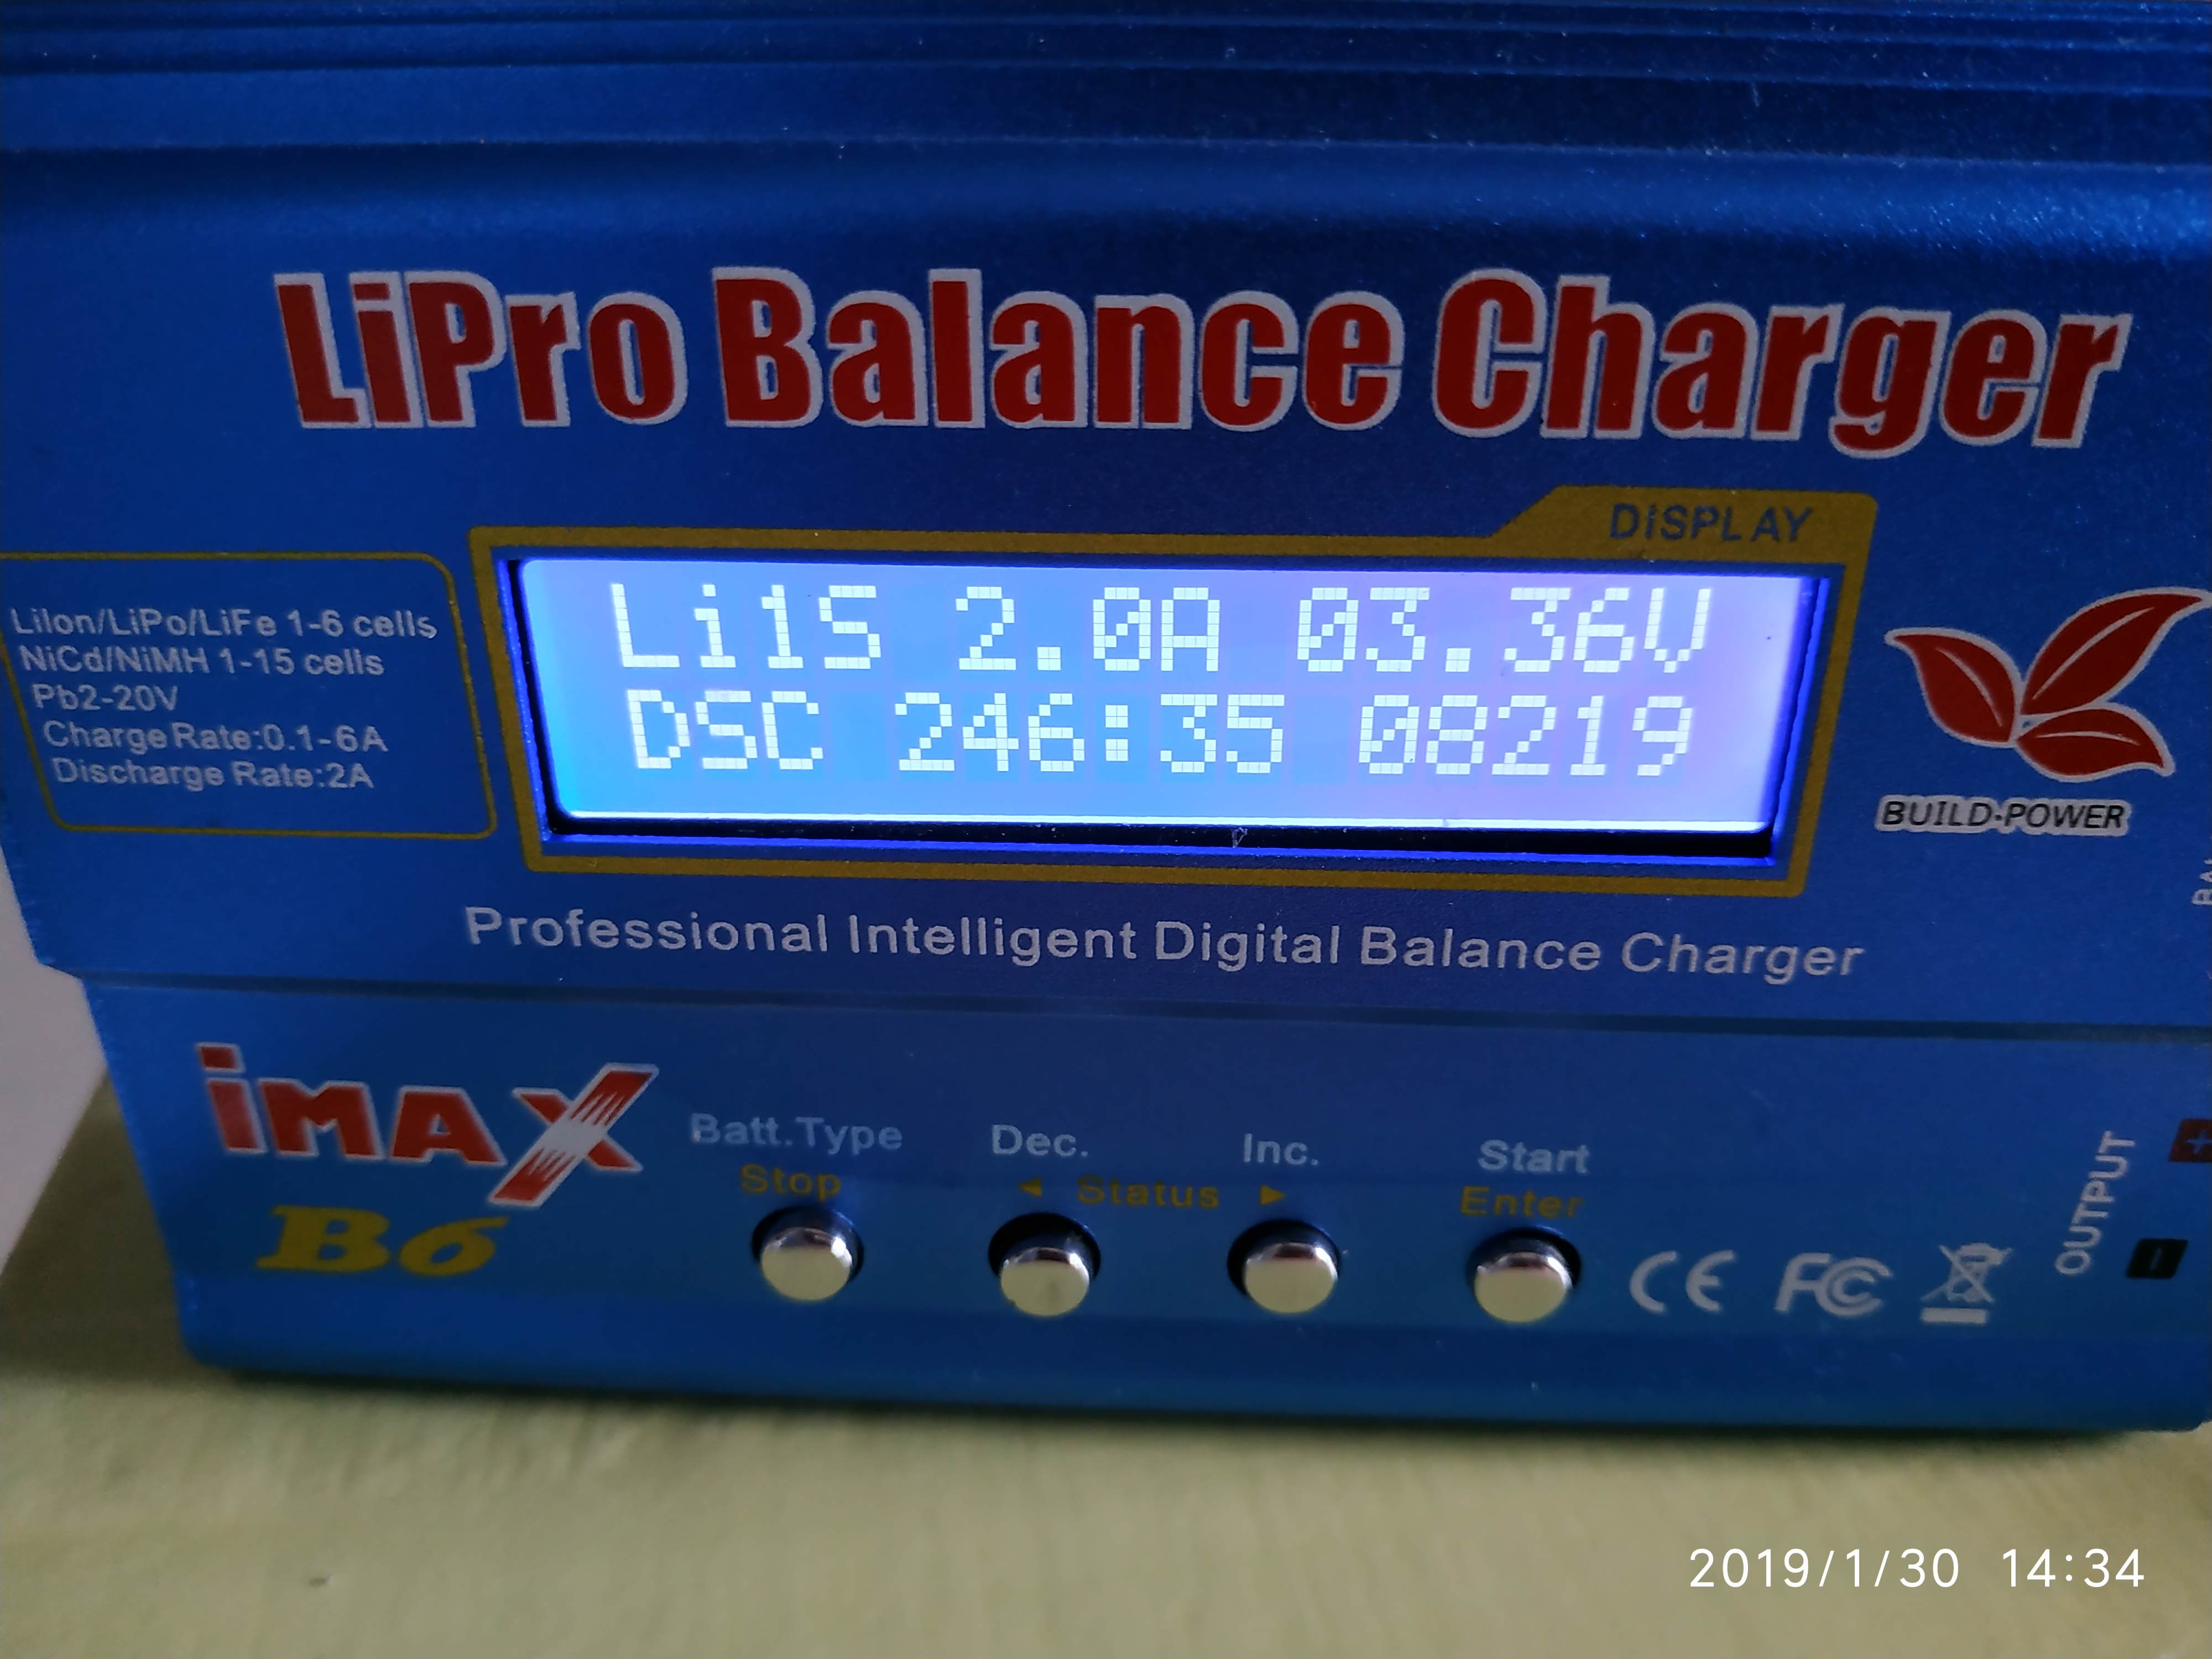 LiPro Balance Charger
DiSPLAY
LiIon/LiPo/LiFe 1-6 cells
NiCd/NiMH 1-15 cells
Pb2-20V
Charge Rate:0.1-6A
Discharge Rate:2A
Li1S 2.0A 03.36V
DSC 246:35 08219
BUILD·POWER
Professional Intelligent Digital Balance Charger
iMAX
B6
Batt.Type
Stop
Dec.
Inc.
◄ Status ►
Start
Enter
CE FC
OUTPUT
+
-
2019/1/30 14:34